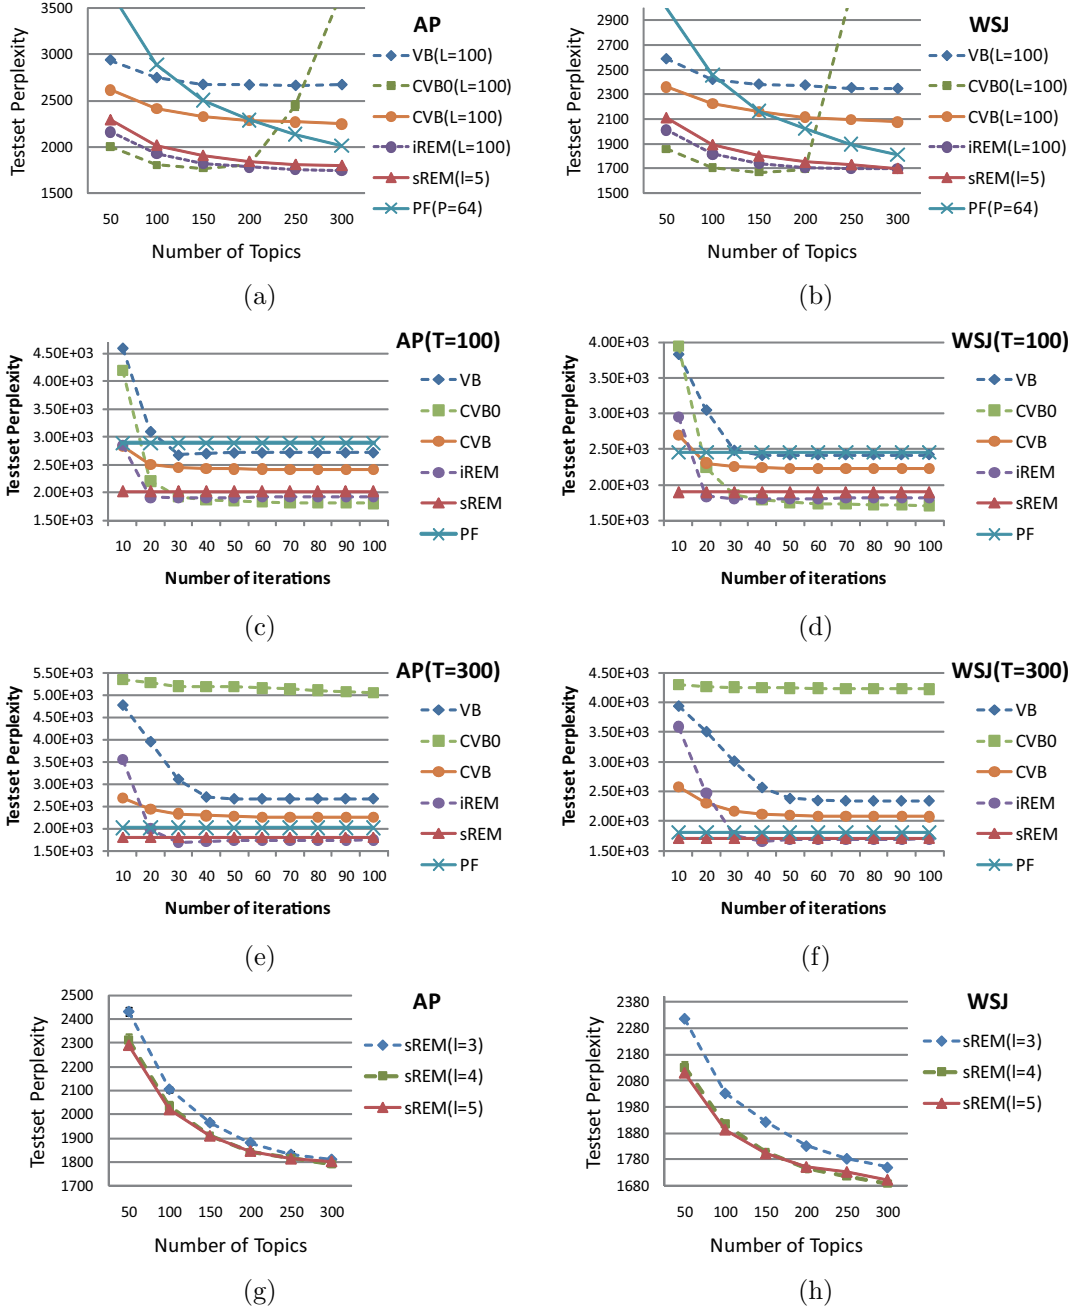 AP
Testset Perplexity
3500
3000
2500
2000
1500
50 100 150 200 250 300
Number of Topics
VB(L=100)
CVB0(L=100)
CVB(L=100)
iREM(L=100)
sREM(l=5)
PF(P=64)
(a)
WSJ
Testset Perplexity
2900
2700
2500
2300
2100
1900
1700
1500
50 100 150 200 250 300
Number of Topics
VB(L=100)
CVB0(L=100)
CVB(L=100)
iREM(L=100)
sREM(l=5)
PF(P=64)
(b)
AP(T=100)
Testset Perplexity
4.50E+03
4.00E+03
3.50E+03
3.00E+03
2.50E+03
2.00E+03
1.50E+03
10 20 30 40 50 60 70 80 90 100
Number of iterations
VB
CVB0
CVB
iREM
sREM
PF
(c)
WSJ(T=100)
Testset Perplexity
4.00E+03
3.50E+03
3.00E+03
2.50E+03
2.00E+03
1.50E+03
10 20 30 40 50 60 70 80 90 100
Number of iterations
VB
CVB0
CVB
iREM
sREM
PF
(d)
AP(T=300)
Testset Perplexity
5.50E+03
5.00E+03
4.50E+03
4.00E+03
3.50E+03
3.00E+03
2.50E+03
2.00E+03
1.50E+03
10 20 30 40 50 60 70 80 90 100
Number of iterations
VB
CVB0
CVB
iREM
sREM
PF
(e)
WSJ(T=300)
Testset Perplexity
4.50E+03
4.00E+03
3.50E+03
3.00E+03
2.50E+03
2.00E+03
1.50E+03
10 20 30 40 50 60 70 80 90 100
Number of iterations
VB
CVB0
CVB
iREM
sREM
PF
(f)
AP
Testset Perplexity
2500
2400
2300
2200
2100
2000
1900
1800
1700
50 100 150 200 250 300
Number of Topics
sREM(l=3)
sREM(l=4)
sREM(l=5)
(g)
WSJ
Testset Perplexity
2380
2280
2180
2080
1980
1880
1780
1680
50 100 150 200 250 300
Number of Topics
sREM(l=3)
sREM(l=4)
sREM(l=5)
(h)